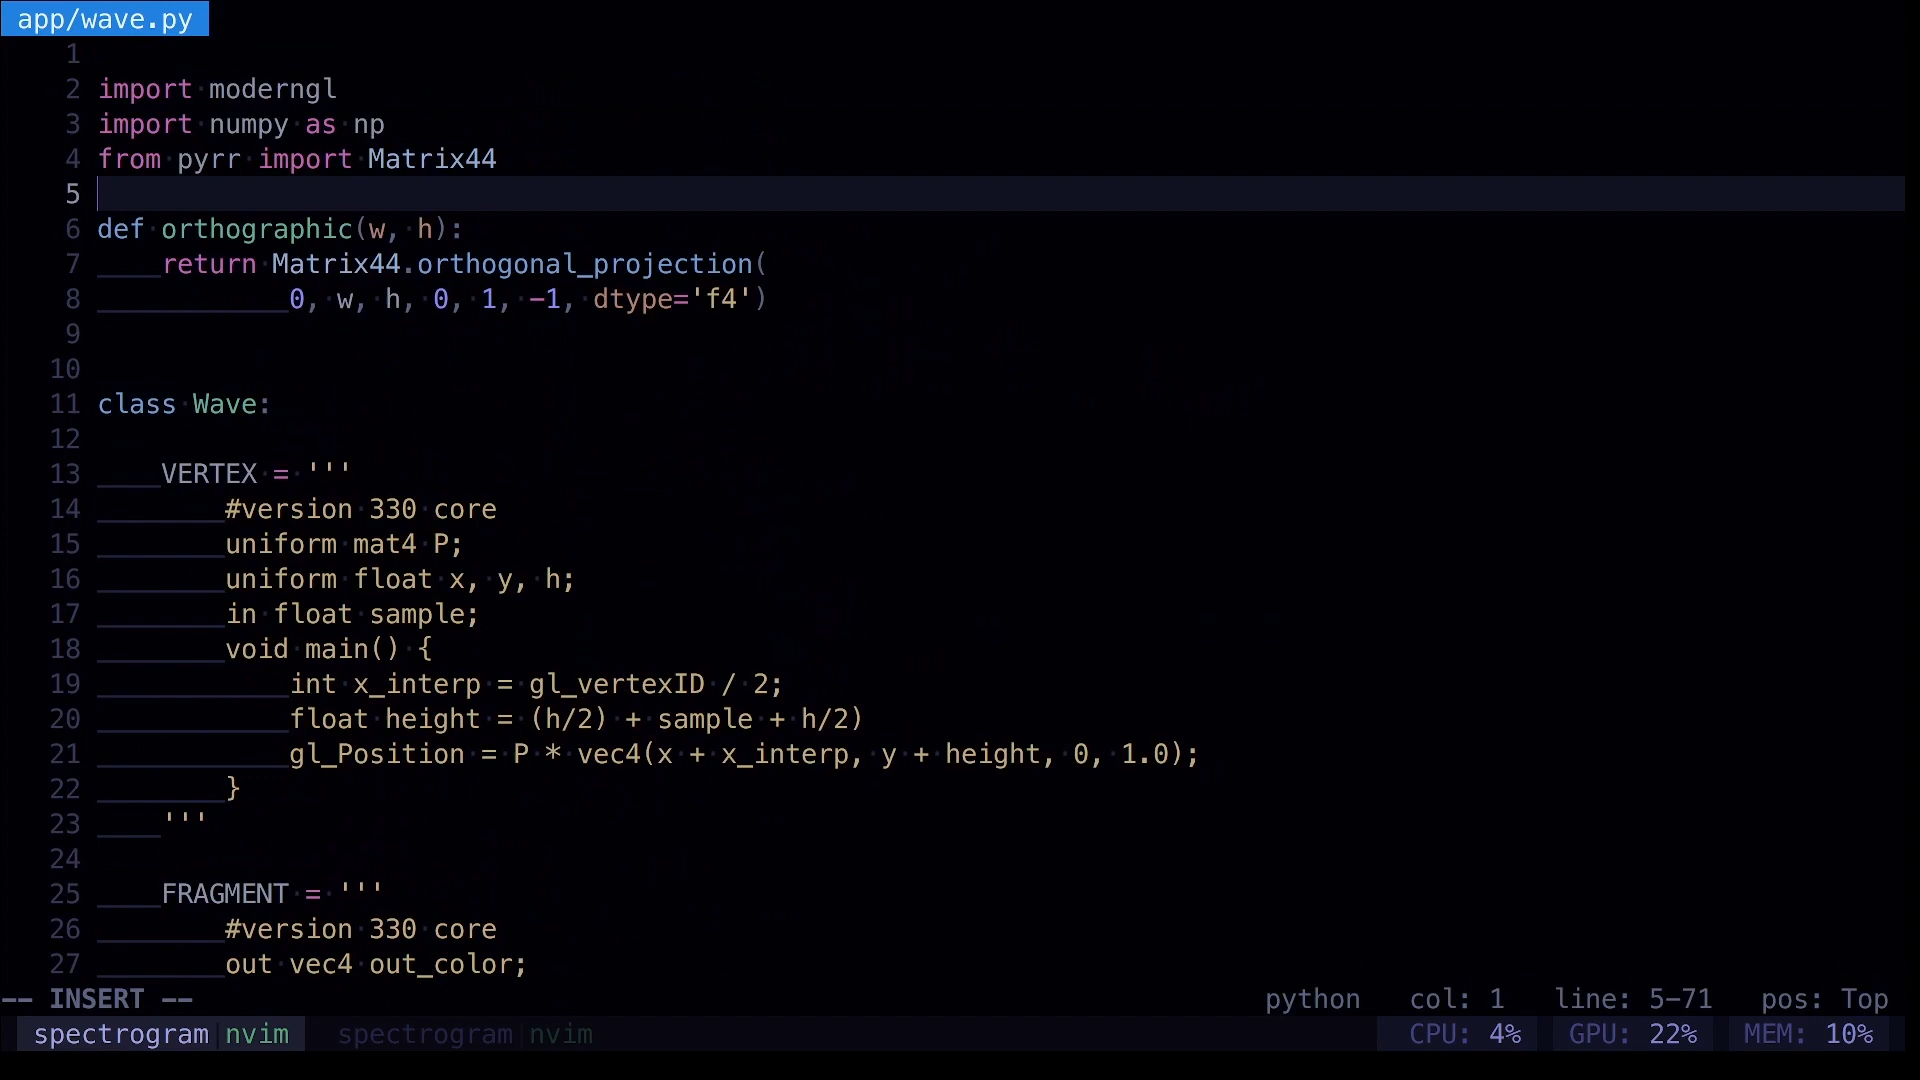 app/wave.py
1
2 import moderngl
3 import numpy as np
4 from pyrr import Matrix44
5
6 def orthographic(w, h):
7     return Matrix44.orthogonal_projection(
8             0, w, h, 0, 1, -1, dtype='f4')
9
10
11 class Wave:
12
13     VERTEX = '''
14         #version 330 core
15         uniform mat4 P;
16         uniform float x, y, h;
17         in float sample;
18         void main() {
19             int x_interp = gl_vertexID / 2;
20             float height = (h/2) + sample + h/2)
21             gl_Position = P * vec4(x + x_interp, y + height, 0, 1.0);
22         }
23     '''
24
25     FRAGMENT = '''
26         #version 330 core
27         out vec4 out_color;
-- INSERT -- python col: 1 line: 5-71 pos: Top
spectrogram nvim spectrogram nvim CPU: 4% GPU: 22% MEM: 10%